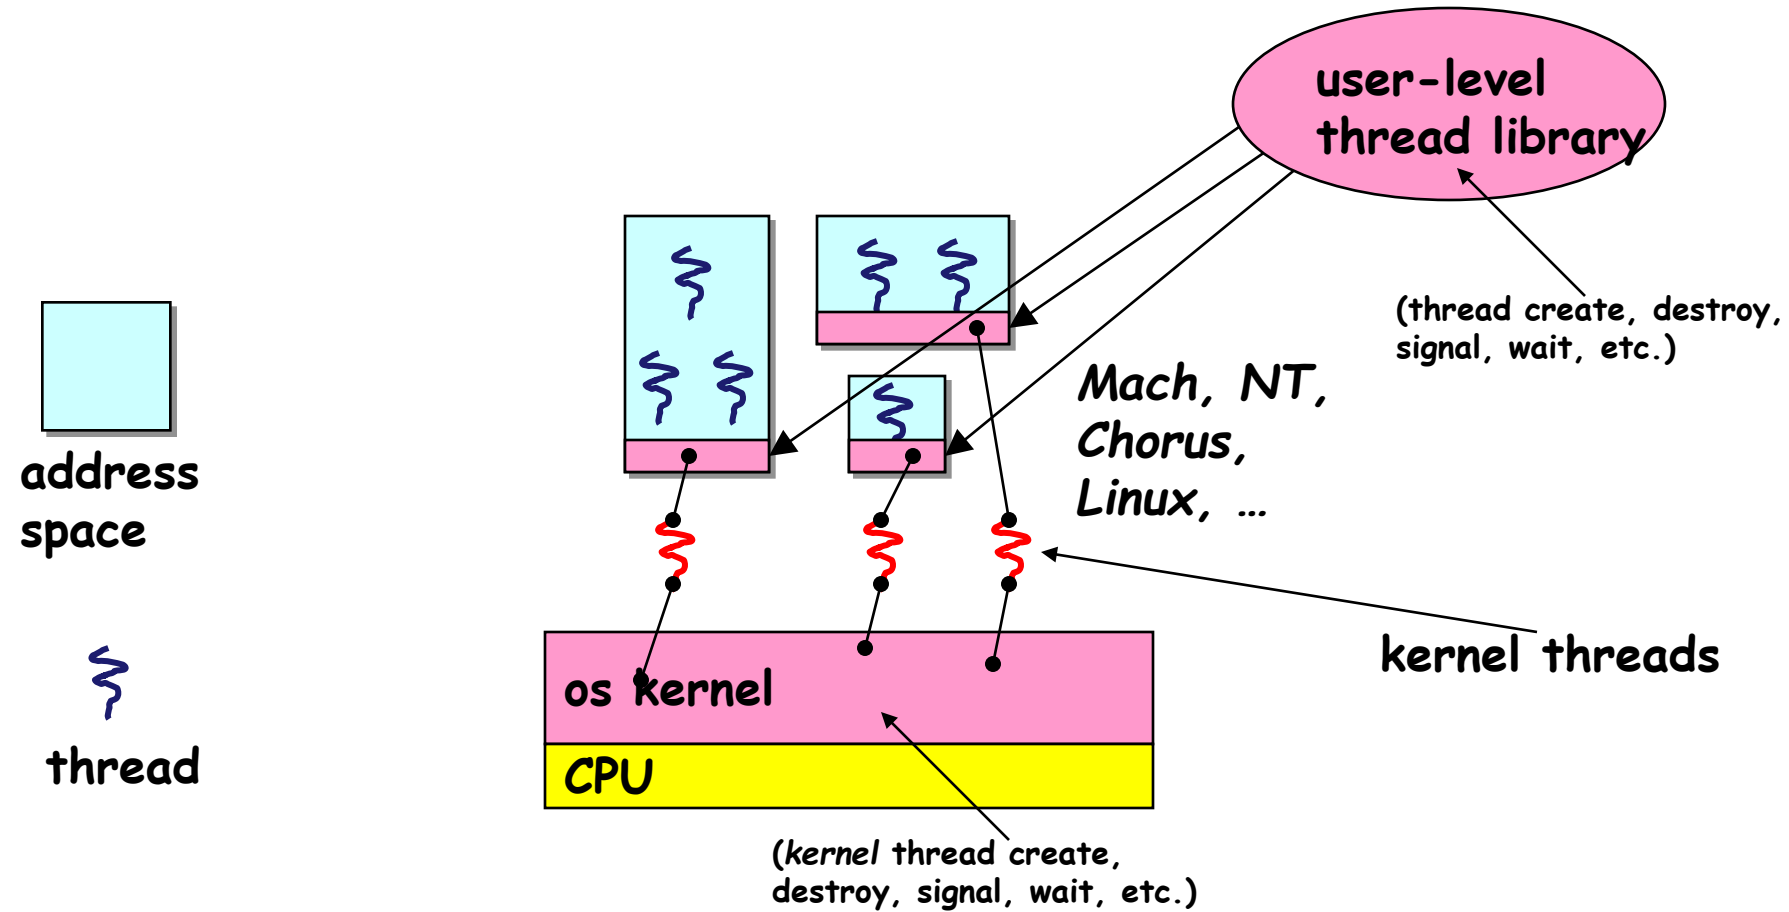 user-level
thread library
(thread create, destroy,
signal, wait, etc.)
Mach, NT,
Chorus,
Linux, …
address
space
kernel threads
os kernel
thread
CPU
(kernel thread create,
destroy, signal, wait, etc.)